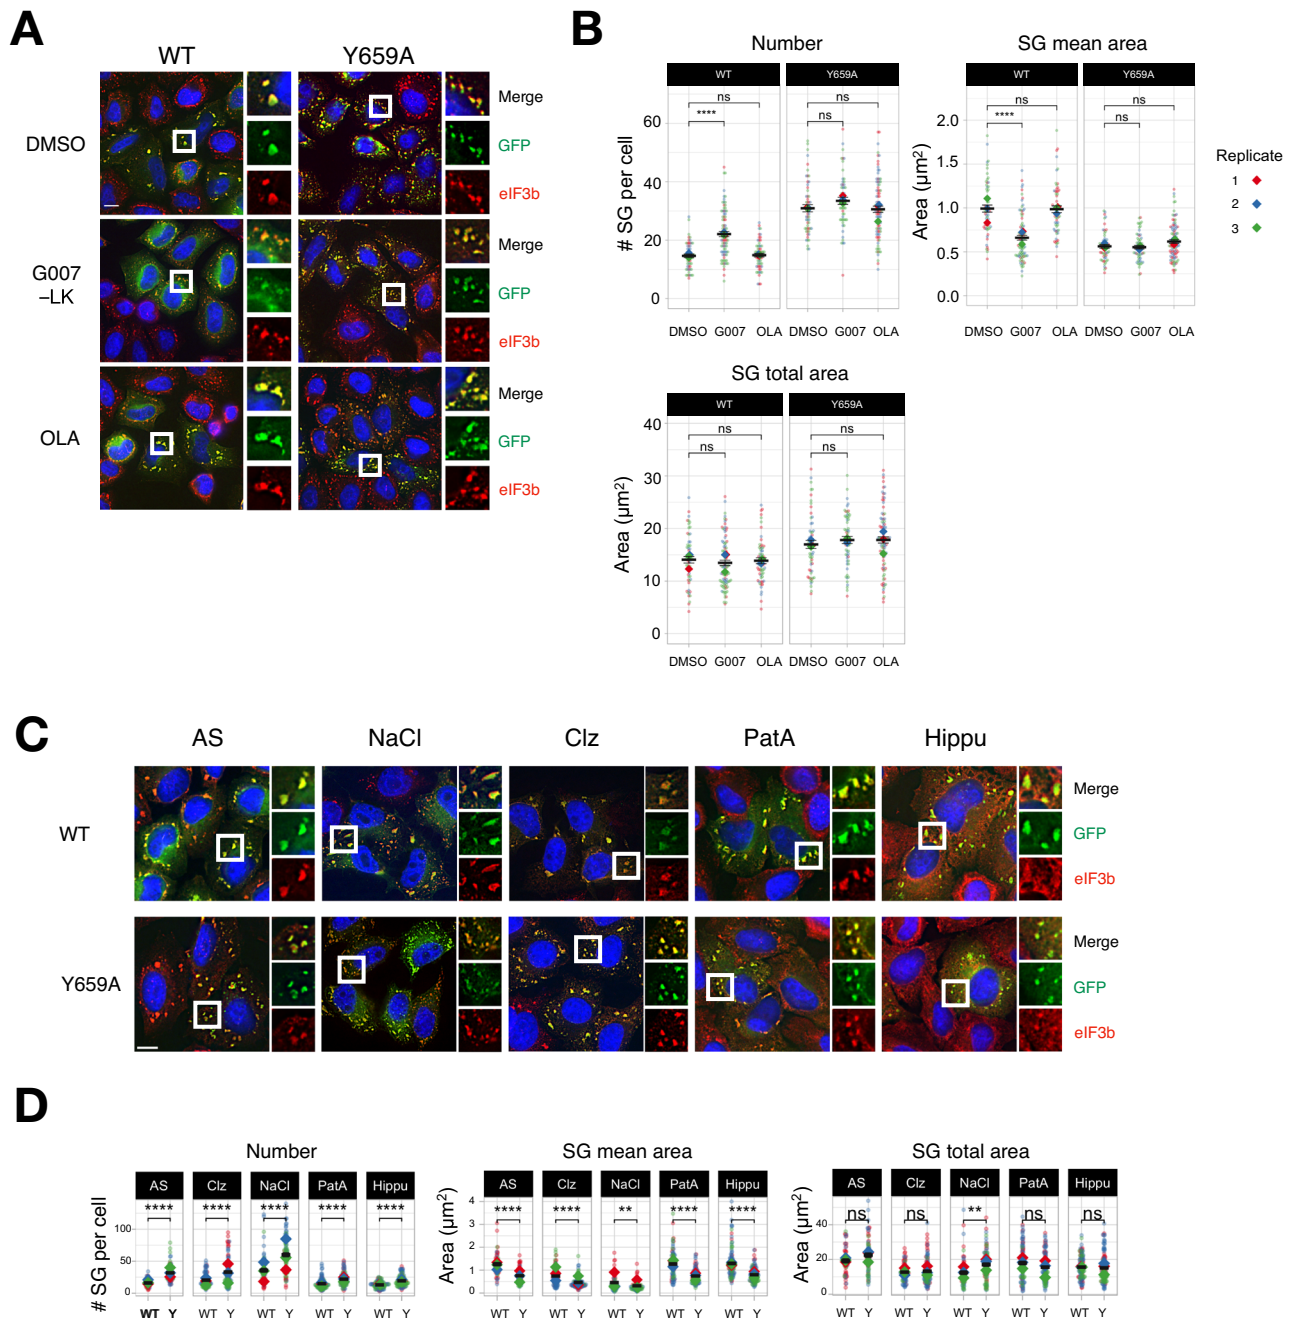 A
WT Y659A
DMSO
Merge
GFP
eIF3b
G007
–LK
Merge
GFP
eIF3b
OLA
Merge
GFP
eIF3b
B
Number
WT Y659A
# SG per cell
60
40
20
0
**** ns
ns ns
DMSO G007 OLA DMSO G007 OLA
SG mean area
WT Y659A
Area (µm2)
2.0
1.5
1.0
0.5
0.0
ns ns
**** ns
DMSO G007 OLA DMSO G007 OLA
Replicate
1
2
3
SG total area
WT Y659A
Area (µm2)
40
30
20
10
0
ns ns
ns ns
DMSO G007 OLA DMSO G007 OLA
C
AS NaCl Clz PatA Hippu
WT
Merge
GFP
eIF3b
Y659A
Merge
GFP
eIF3b
D
Number
AS Clz NaCl PatA Hippu
**** **** **** **** ****
# SG per cell
100
50
0
WT Y WT Y WT Y WT Y WT Y
SG mean area
AS Clz NaCl PatA Hippu
**** **** ** **** ****
Area (µm2)
4
3
2
1
0
WT Y WT Y WT Y WT Y WT Y
SG total area
AS Clz NaCl PatA Hippu
ns ns ** ns ns
Area (µm2)
40
20
0
WT Y WT Y WT Y WT Y WT Y